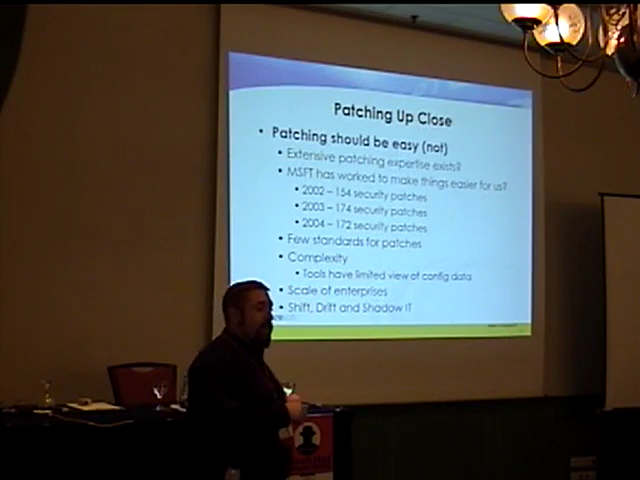 Patching Up Close
• Patching should be easy (not)
• Extensive patching expertise exists?
• MSFT has worked to make things easier for us?
• 2002 – 154 security patches
• 2003 – 174 security patches
• 2004 – 172 security patches
• Few standards for patches
• Complexity
• Tools have limited view of config data
• Scale of enterprises
• Shift, Drift and Shadow IT